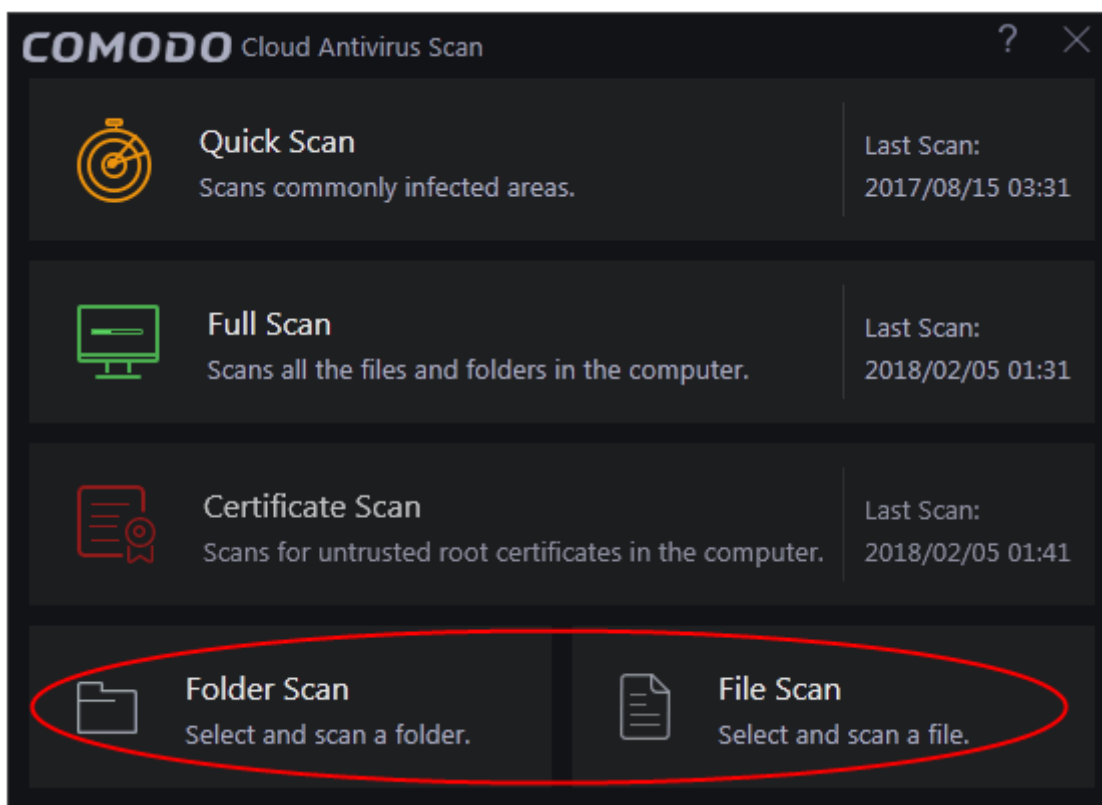 COMODO Cloud Antivirus Scan ?
Quick Scan
Scans commonly infected areas.
Last Scan:
2017/08/15 03:31
Full Scan
Scans all the files and folders in the computer.
Last Scan:
2018/02/05 01:31
Certificate Scan
Scans for untrusted root certificates in the computer.
Last Scan:
2018/02/05 01:41
Folder Scan
Select and scan a folder.
File Scan
Select and scan a file.